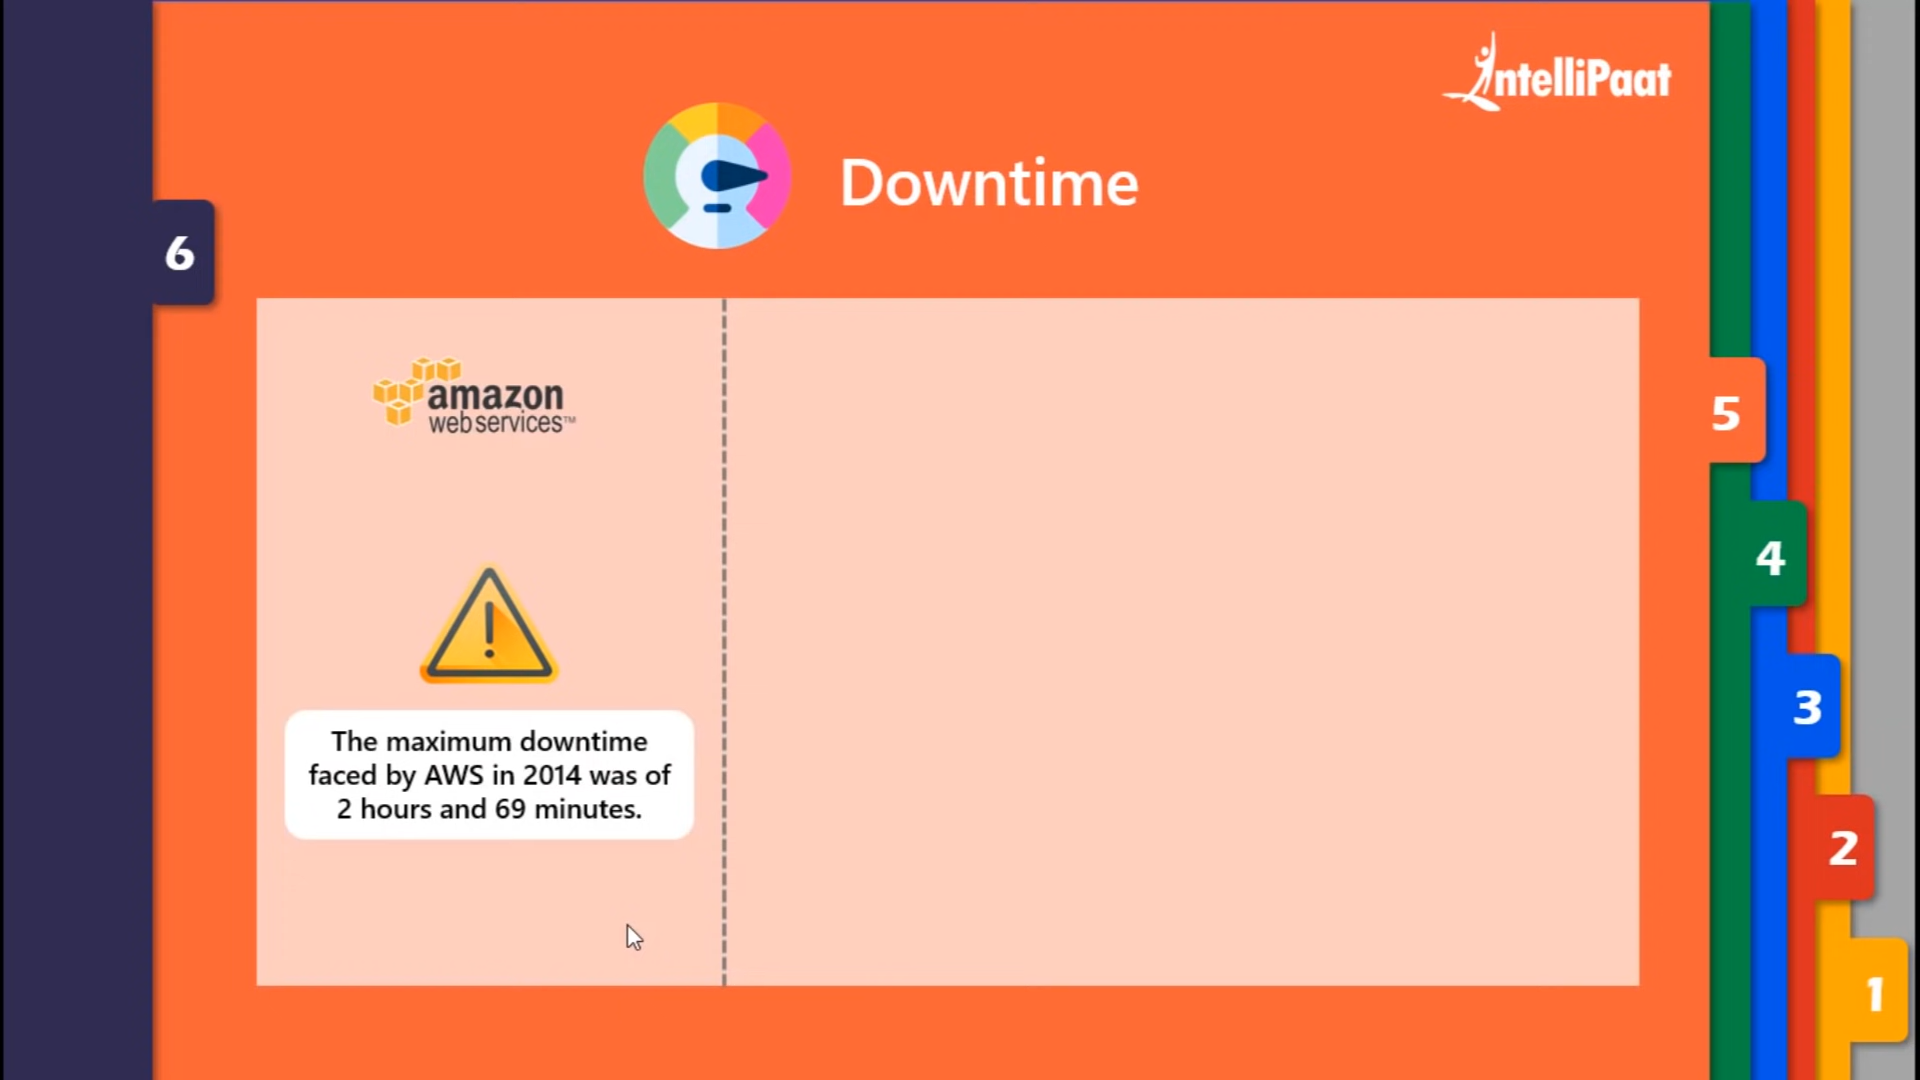 IntelliPaat
Downtime
6
amazon
web services™
5
4
The maximum downtime
faced by AWS in 2014 was of
2 hours and 69 minutes.
3
2
1